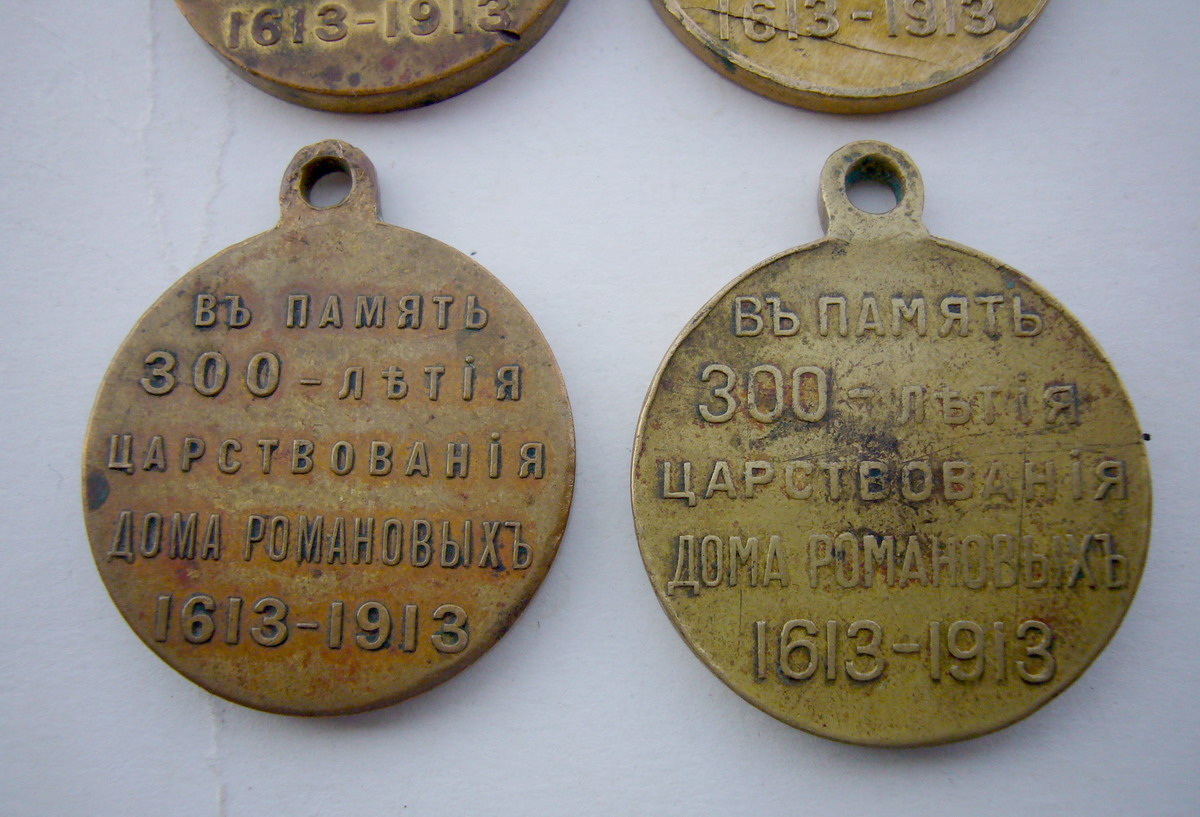 1613-1913
1613-1913
ВЪ ПАМЯТЬ
300-ЛѢТІЯ
ЦАРСТВОВАНІЯ
ДОМА РОМАНОВЫХЪ
1613-1913
ВЪ ПАМЯТЬ
300-ЛѢТІЯ
ЦАРСТВОВАНІЯ
ДОМА РОМАНОВЫХЪ
1613-1913